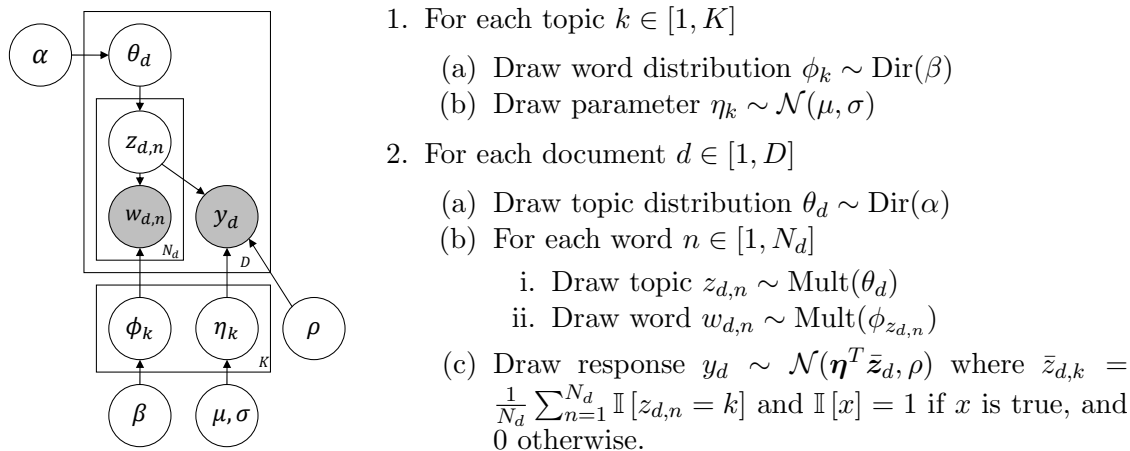 α
θ_d
z_{d,n}
w_{d,n}
y_d
N_d
D
ϕ_k
η_k
ρ
K
β
μ, σ
1. For each topic k ∈ [1, K]
(a) Draw word distribution ϕ_k ∼ Dir(β)
(b) Draw parameter η_k ∼ 𝒩(μ, σ)
2. For each document d ∈ [1, D]
(a) Draw topic distribution θ_d ∼ Dir(α)
(b) For each word n ∈ [1, N_d]
i. Draw topic z_{d,n} ∼ Mult(θ_d)
ii. Draw word w_{d,n} ∼ Mult(ϕ_{z_{d,n}})
(c) Draw response y_d ∼ 𝒩(η^T z̄_d, ρ) where z̄_{d,k} =
\frac{1}{N_d} ∑_{n=1}^{N_d} 𝕀 [z_{d,n} = k] and 𝕀 [x] = 1 if x is true, and
0 otherwise.